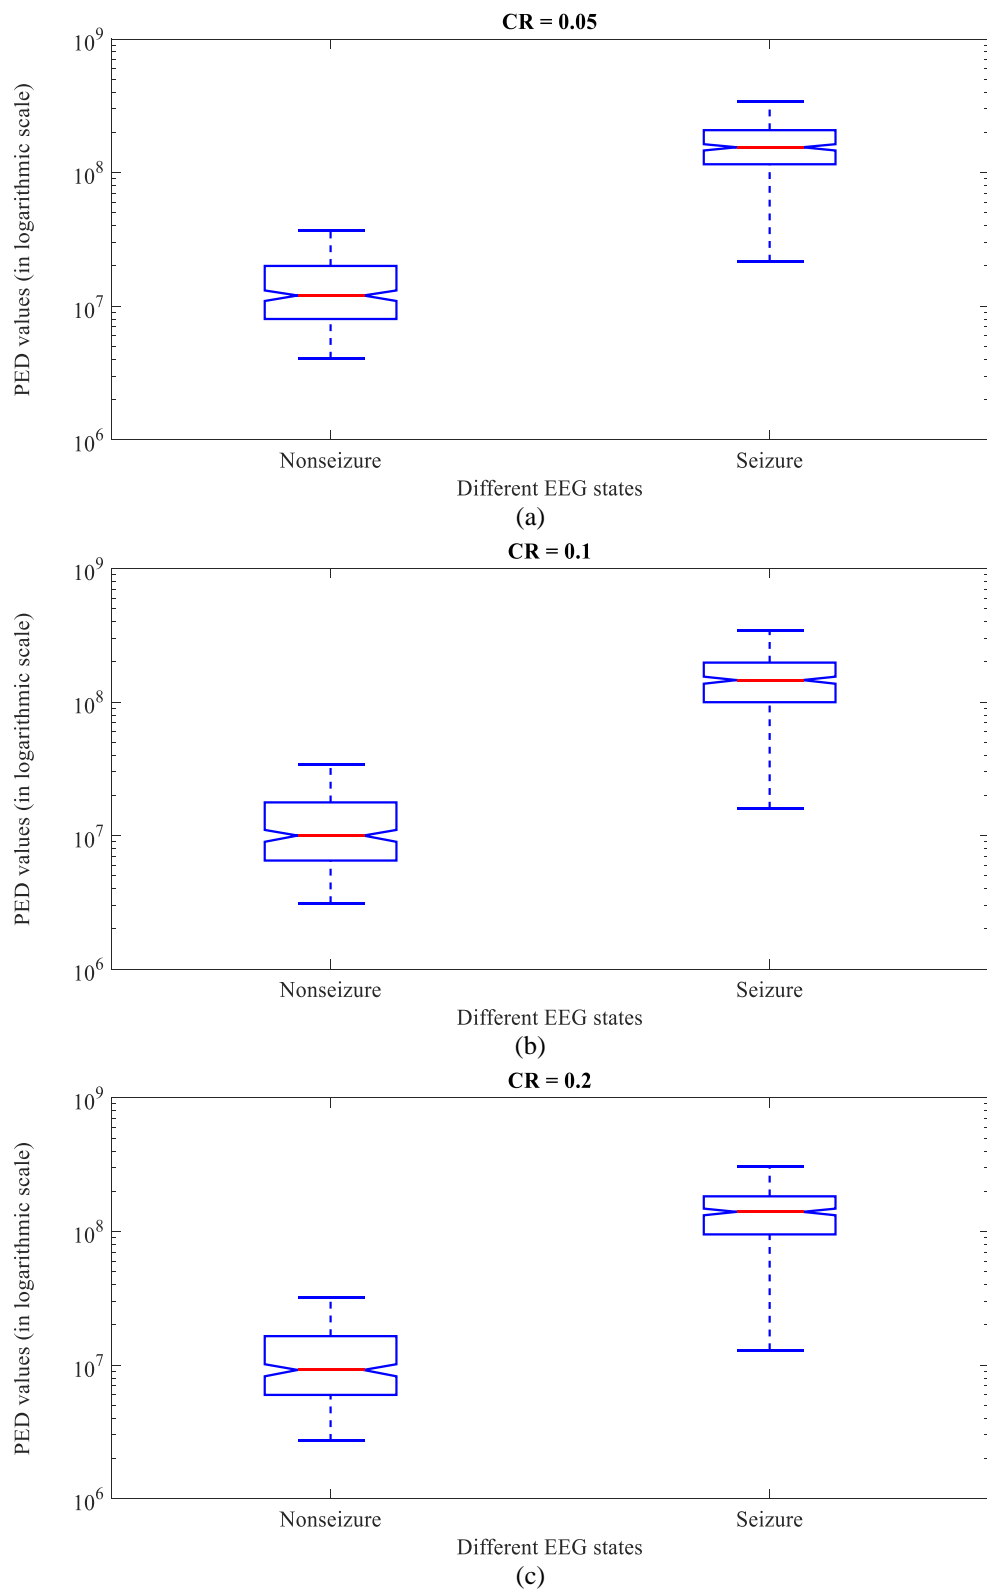 CR = 0.05
10^9
10^8
10^7
10^6
PED values (in logarithmic scale)
Nonseizure Seizure
Different EEG states
(a)
CR = 0.1
10^9
10^8
10^7
10^6
PED values (in logarithmic scale)
Nonseizure Seizure
Different EEG states
(b)
CR = 0.2
10^9
10^8
10^7
10^6
PED values (in logarithmic scale)
Nonseizure Seizure
Different EEG states
(c)